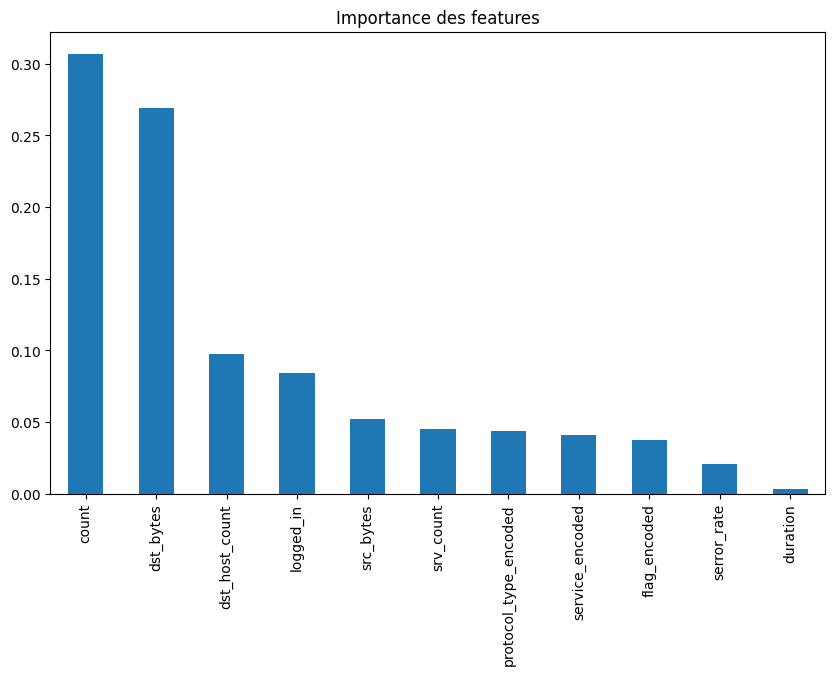 Importance des features
0.30
0.25
0.20
0.15
0.10
0.05
0.00
count
dst_bytes
dst_host_count
logged_in
src_bytes
srv_count
protocol_type_encoded
service_encoded
flag_encoded
serror_rate
duration